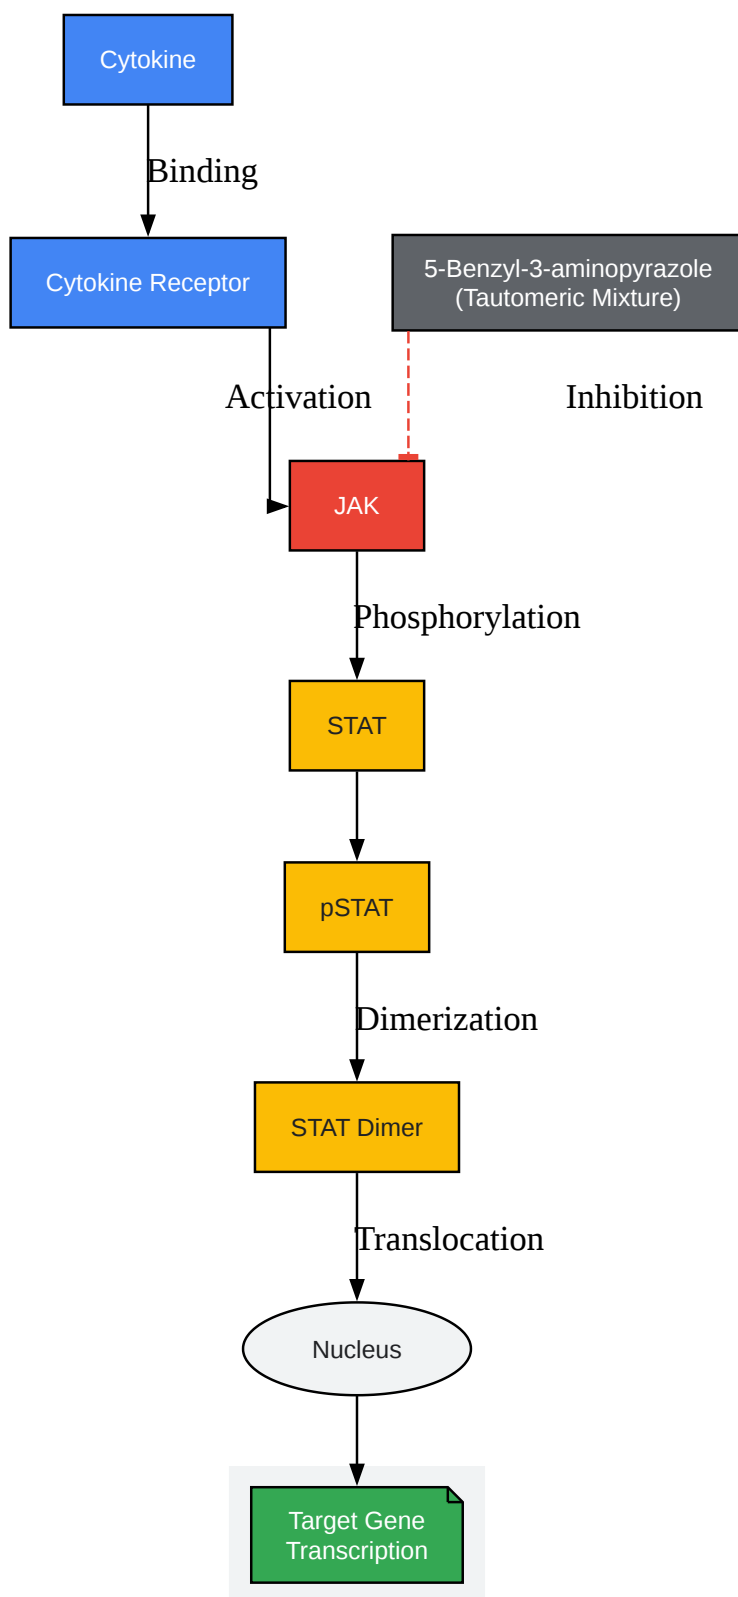 Cytokine
Binding
Cytokine Receptor
5-Benzyl-3-aminopyrazole
(Tautomeric Mixture)
Activation
Inhibition
JAK
Phosphorylation
STAT
pSTAT
Dimerization
STAT Dimer
Translocation
Nucleus
Target Gene
Transcription